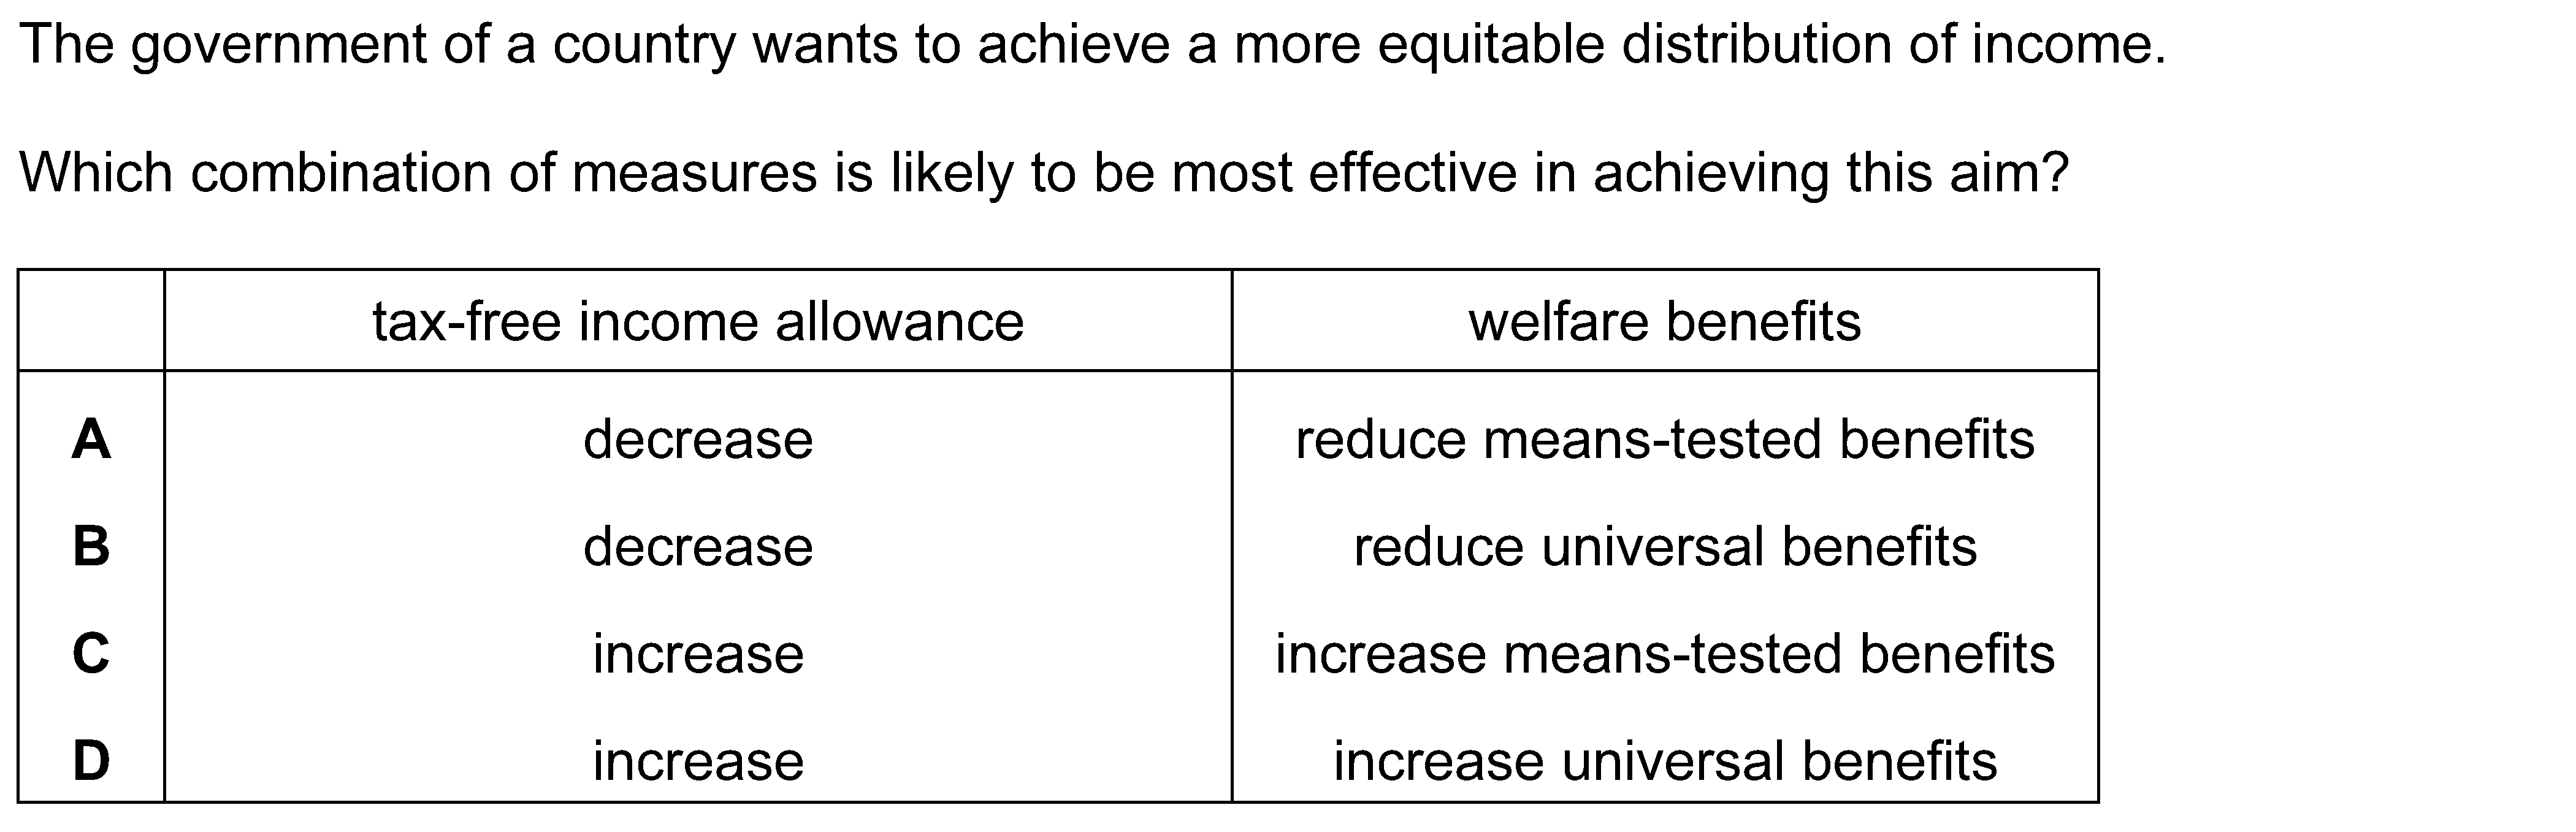 The government of a country wants to achieve a more equitable distribution of income.
Which combination of measures is likely to be most effective in achieving this aim?
tax-free income allowance welfare benefits
A decrease reduce means-tested benefits
B decrease reduce universal benefits
C increase increase means-tested benefits
D increase increase universal benefits